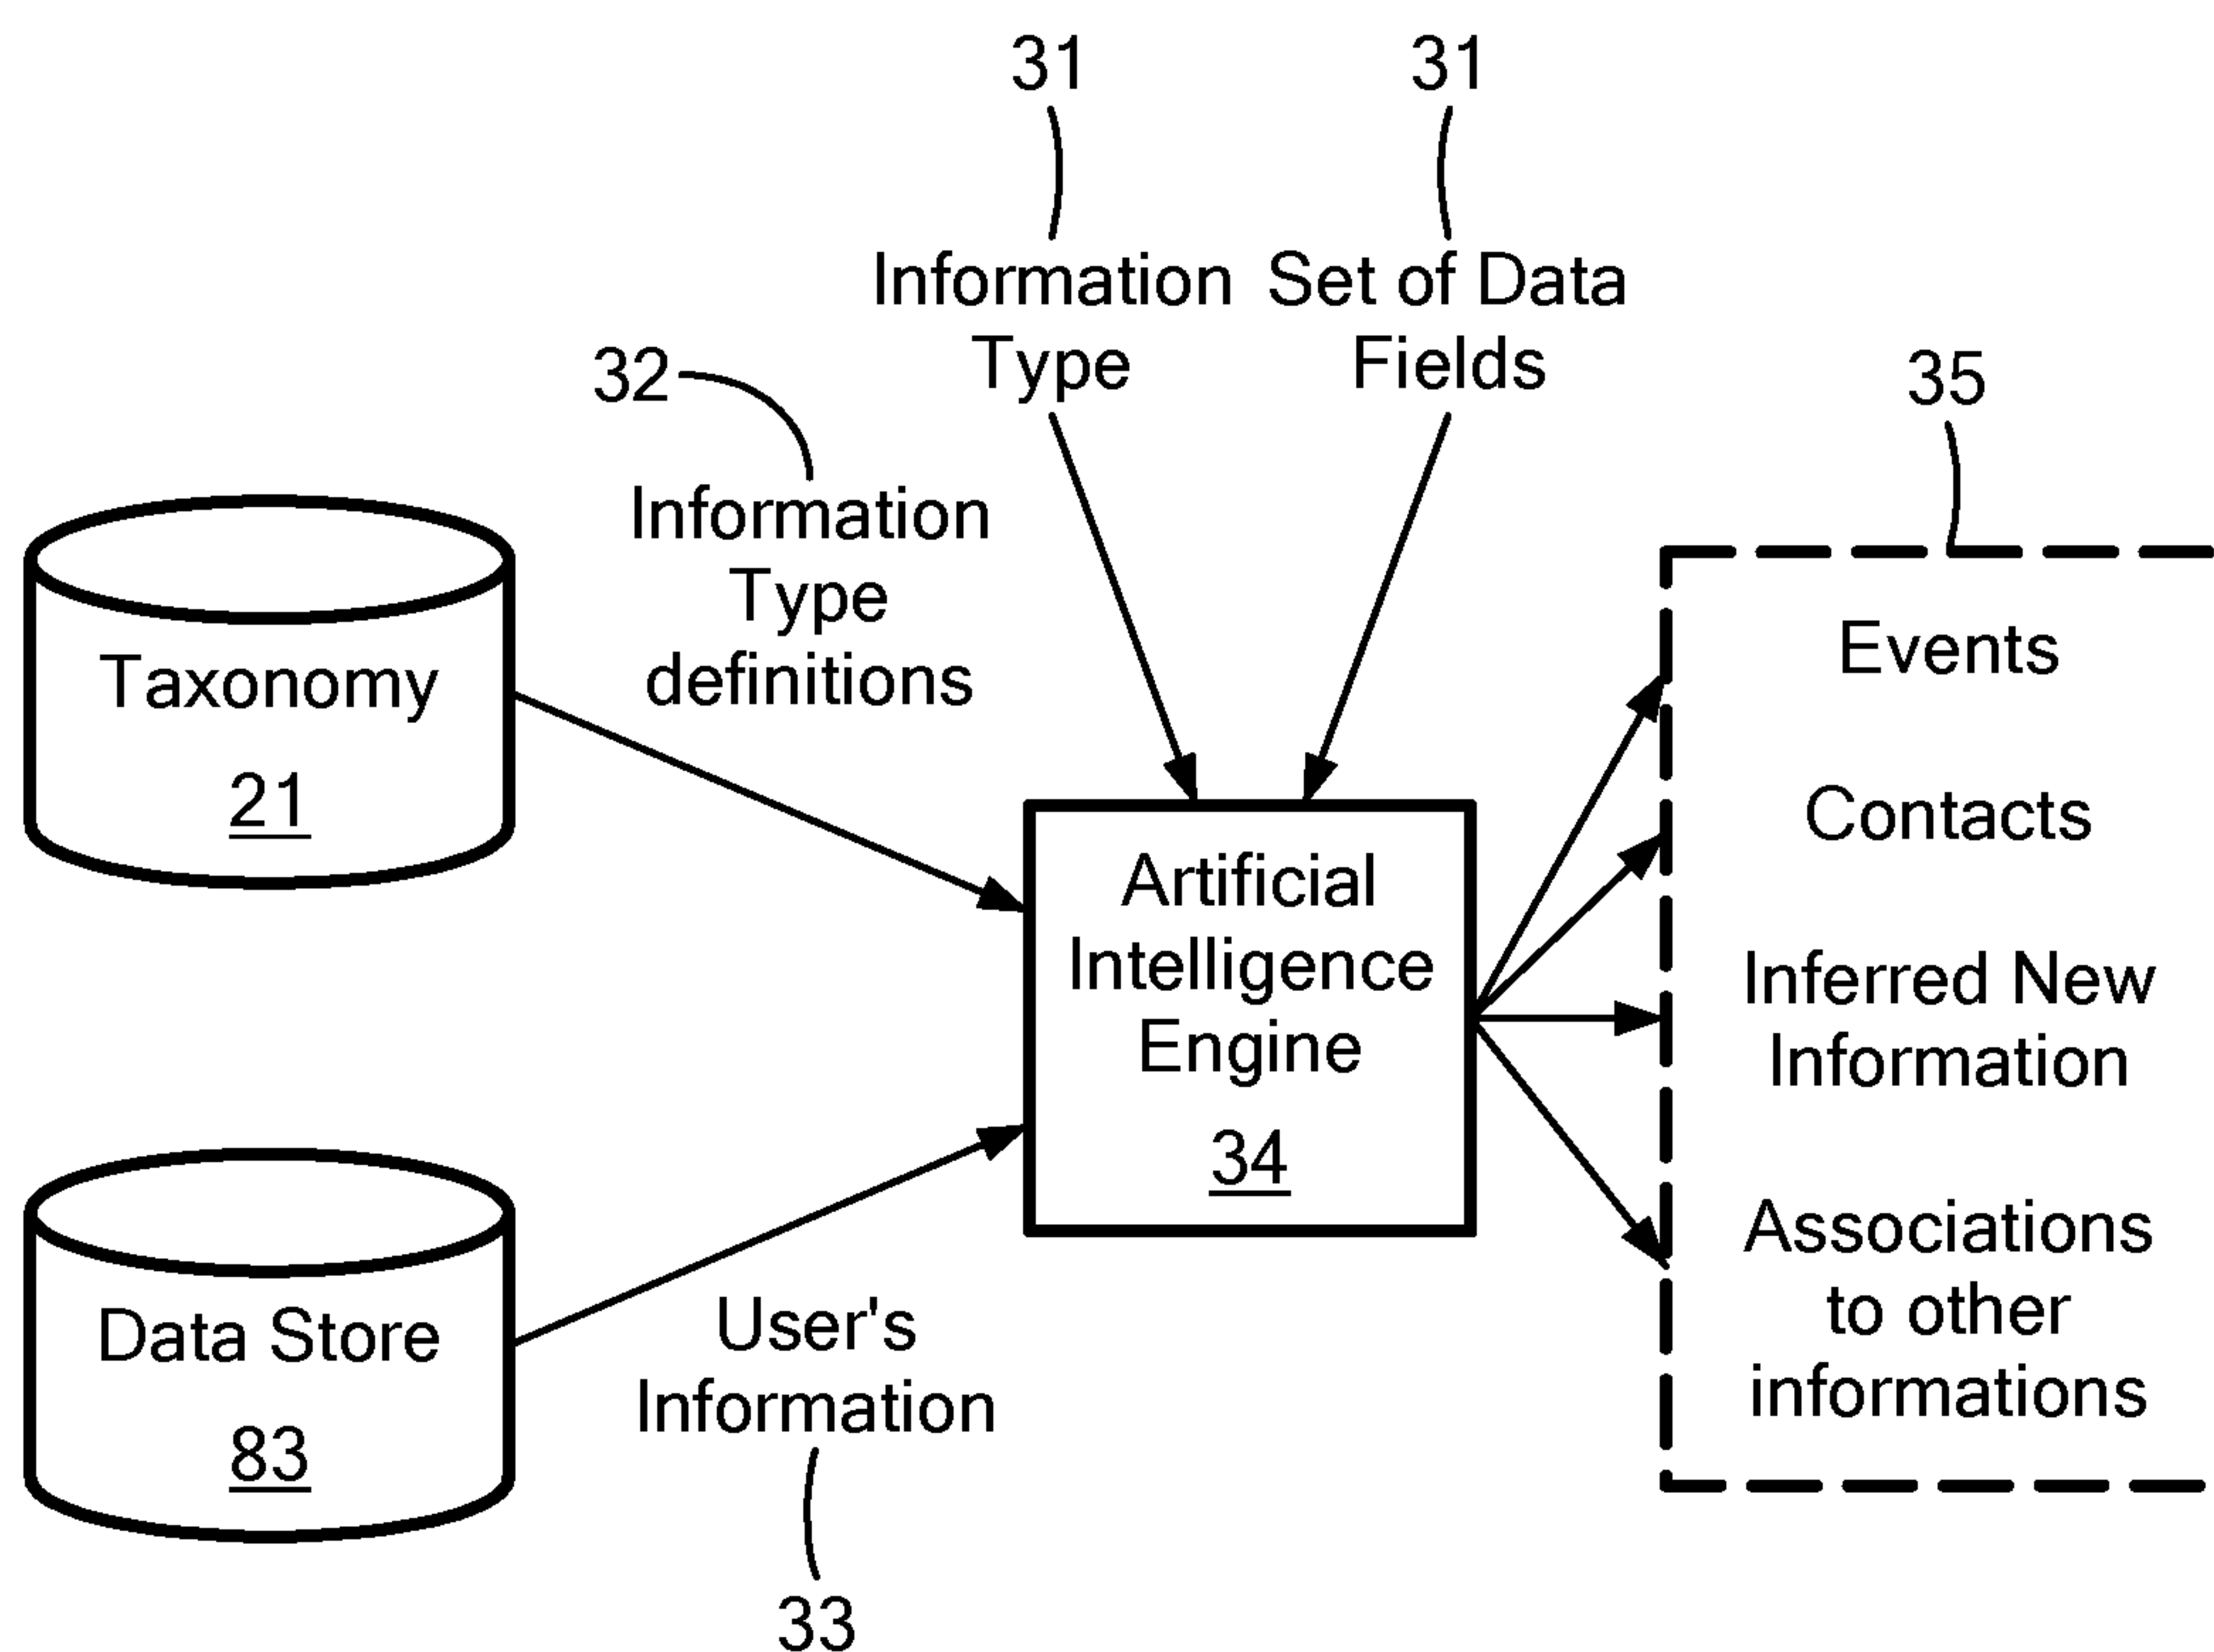 31
31
Information
Type
Set of Data
Fields
32
35
Information
Type
definitions
Taxonomy
21
Events
Contacts
Inferred New
Information
Associations
to other
informations
Artificial
Intelligence
Engine
34
Data Store
83
User's
Information
33